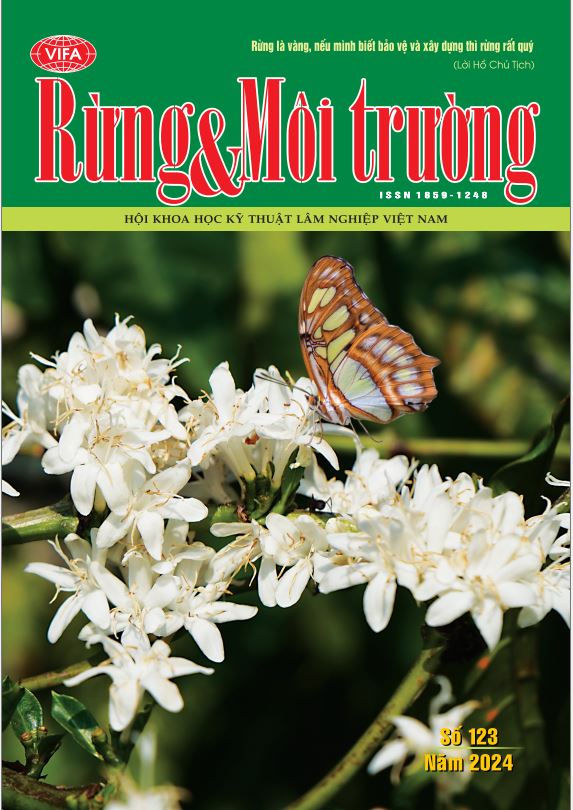 VIFA
Rừng là vàng, nếu mình biết bảo vệ và xây dựng thì rừng rất quý
(Lời Hồ Chủ Tịch)
Rừng&Môi trường
ISSN 1859-1248
HỘI KHOA HỌC KỸ THUẬT LÂM NGHIỆP VIỆT NAM
Số 123
Năm 2024